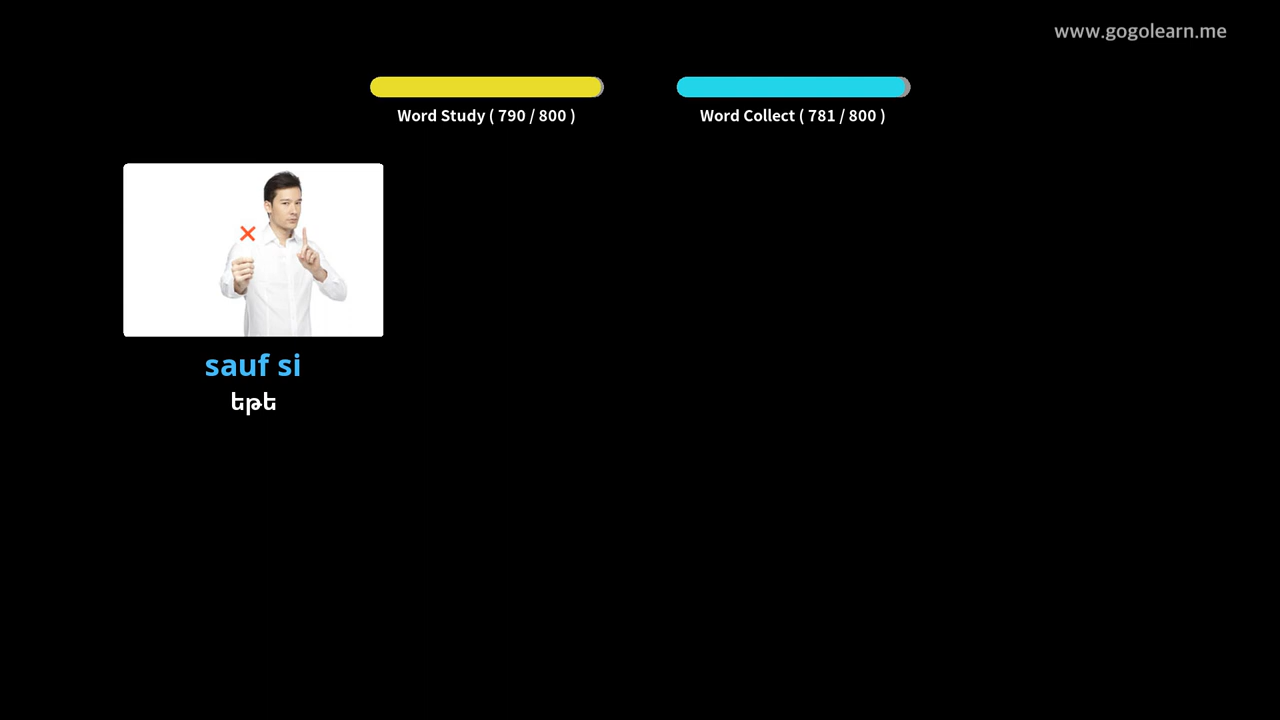 www.gogolearn.me
Word Study ( 790 / 800 )
Word Collect ( 781 / 800 )
sauf si
եթե